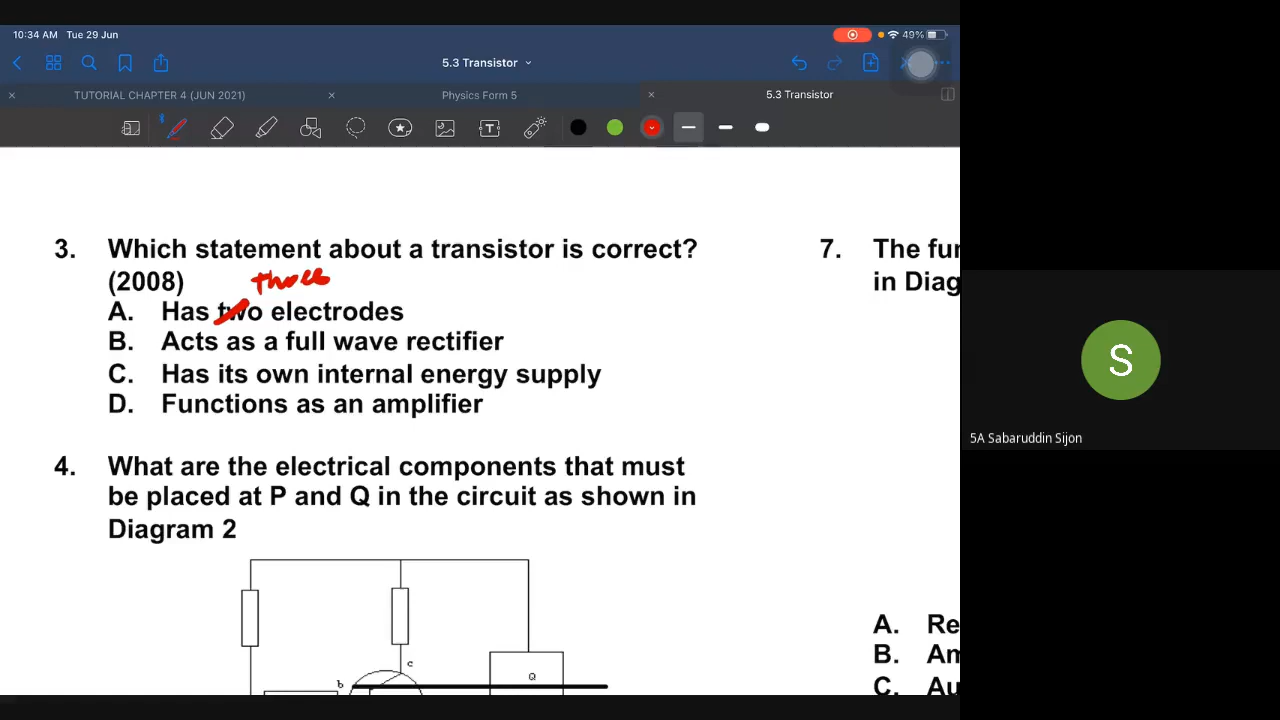 10:34 AM Tue 29 Jun
49%
5.3 Transistor
TUTORIAL CHAPTER 4 (JUN 2021)
Physics Form 5
5.3 Transistor
T
3. Which statement about a transistor is correct?
(2008)
three
A. Has two electrodes
B. Acts as a full wave rectifier
C. Has its own internal energy supply
D. Functions as an amplifier
4. What are the electrical components that must
be placed at P and Q in the circuit as shown in
Diagram 2
c
b
Q
7. The fun
in Diag
A. Re
B. Am
C. Au
S
5A Sabaruddin Sijon